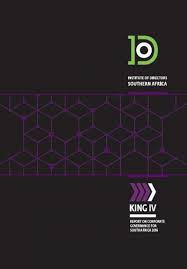 INSTITUTE OF DIRECTORS
SOUTHERN AFRICA
KING IV
REPORT ON CORPORATE
GOVERNANCE FOR
SOUTH AFRICA 2016